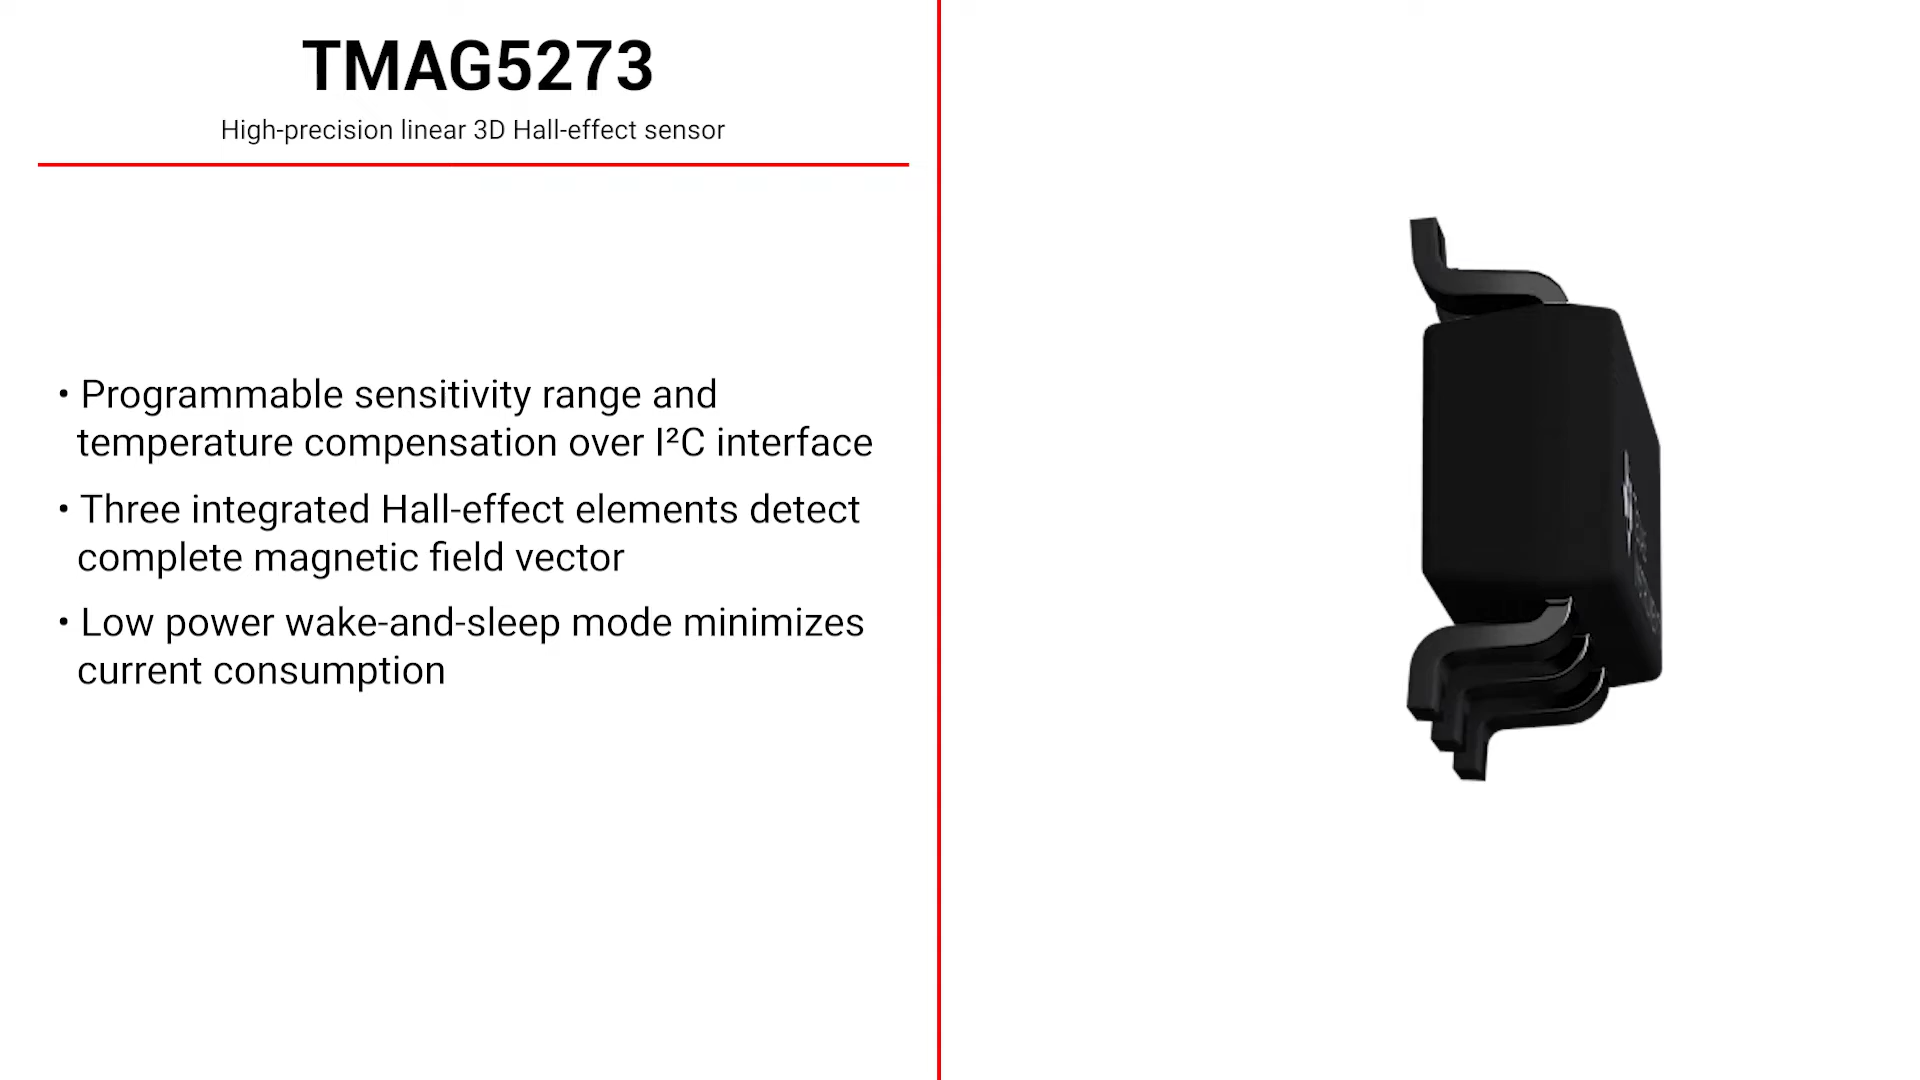 TMAG5273
High-precision linear 3D Hall-effect sensor
• Programmable sensitivity range and
temperature compensation over I²C interface
• Three integrated Hall-effect elements detect
complete magnetic field vector
• Low power wake-and-sleep mode minimizes
current consumption